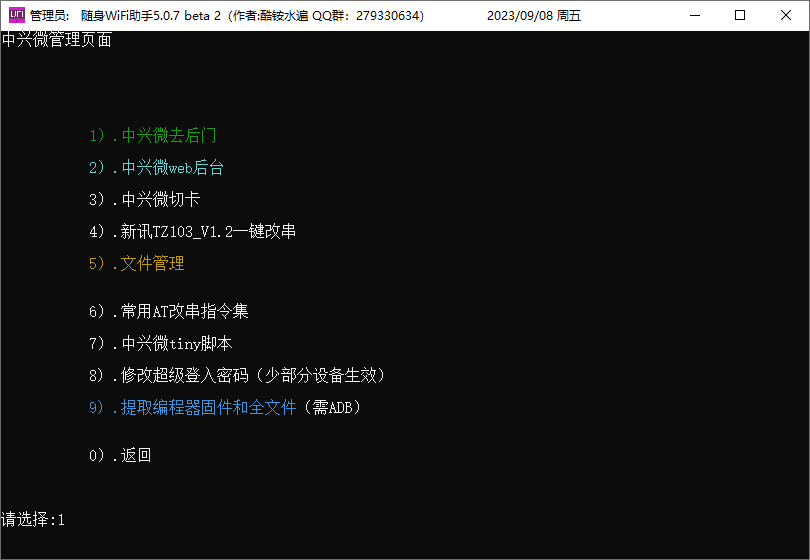 UFI 管理员: 随身WiFi助手5.0.7 beta 2（作者:酷铵水遍 QQ群：279330634） 2023/09/08 周五
中兴微管理页面
1）.中兴微去后门
2）.中兴微web后台
3）.中兴微切卡
4）.新讯TZ103_V1.2一键改串
5）.文件管理
6）.常用AT改串指令集
7）.中兴微tiny脚本
8）.修改超级登入密码（少部分设备生效）
9）.提取编程器固件和全文件（需ADB）
0）.返回
请选择:1